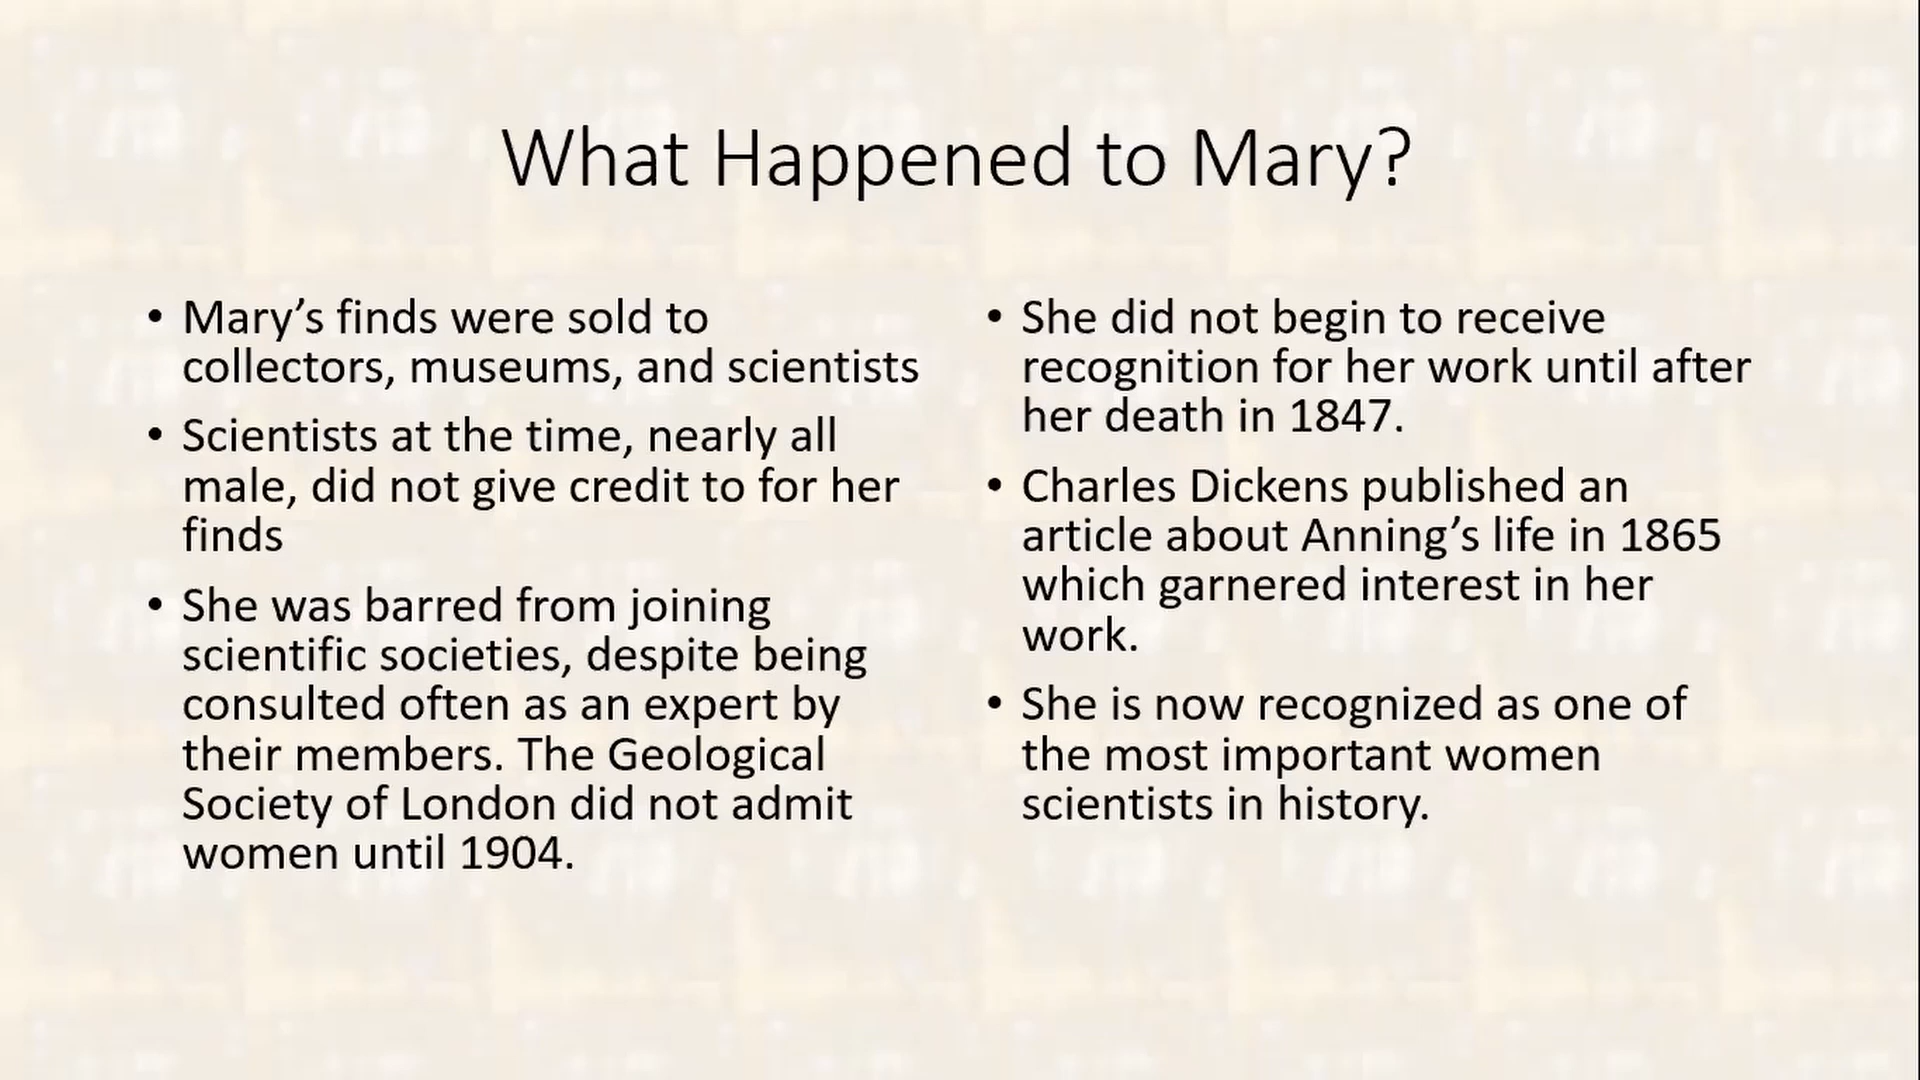 What Happened to Mary?
• Mary’s finds were sold to
collectors, museums, and scientists
• Scientists at the time, nearly all
male, did not give credit to for her
finds
• She was barred from joining
scientific societies, despite being
consulted often as an expert by
their members. The Geological
Society of London did not admit
women until 1904.
• She did not begin to receive
recognition for her work until after
her death in 1847.
• Charles Dickens published an
article about Anning’s life in 1865
which garnered interest in her
work.
• She is now recognized as one of
the most important women
scientists in history.